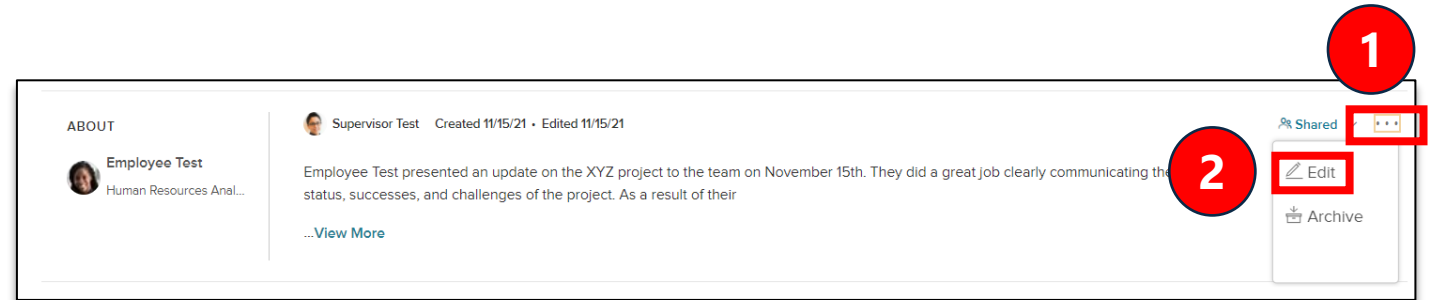 1
ABOUT
Employee Test
Human Resources Anal...
Supervisor Test Created 11/15/21 • Edited 11/15/21
Shared
...
Employee Test presented an update on the XYZ project to the team on November 15th. They did a great job clearly communicating the
status, successes, and challenges of the project. As a result of their
...View More
2
Edit
Archive